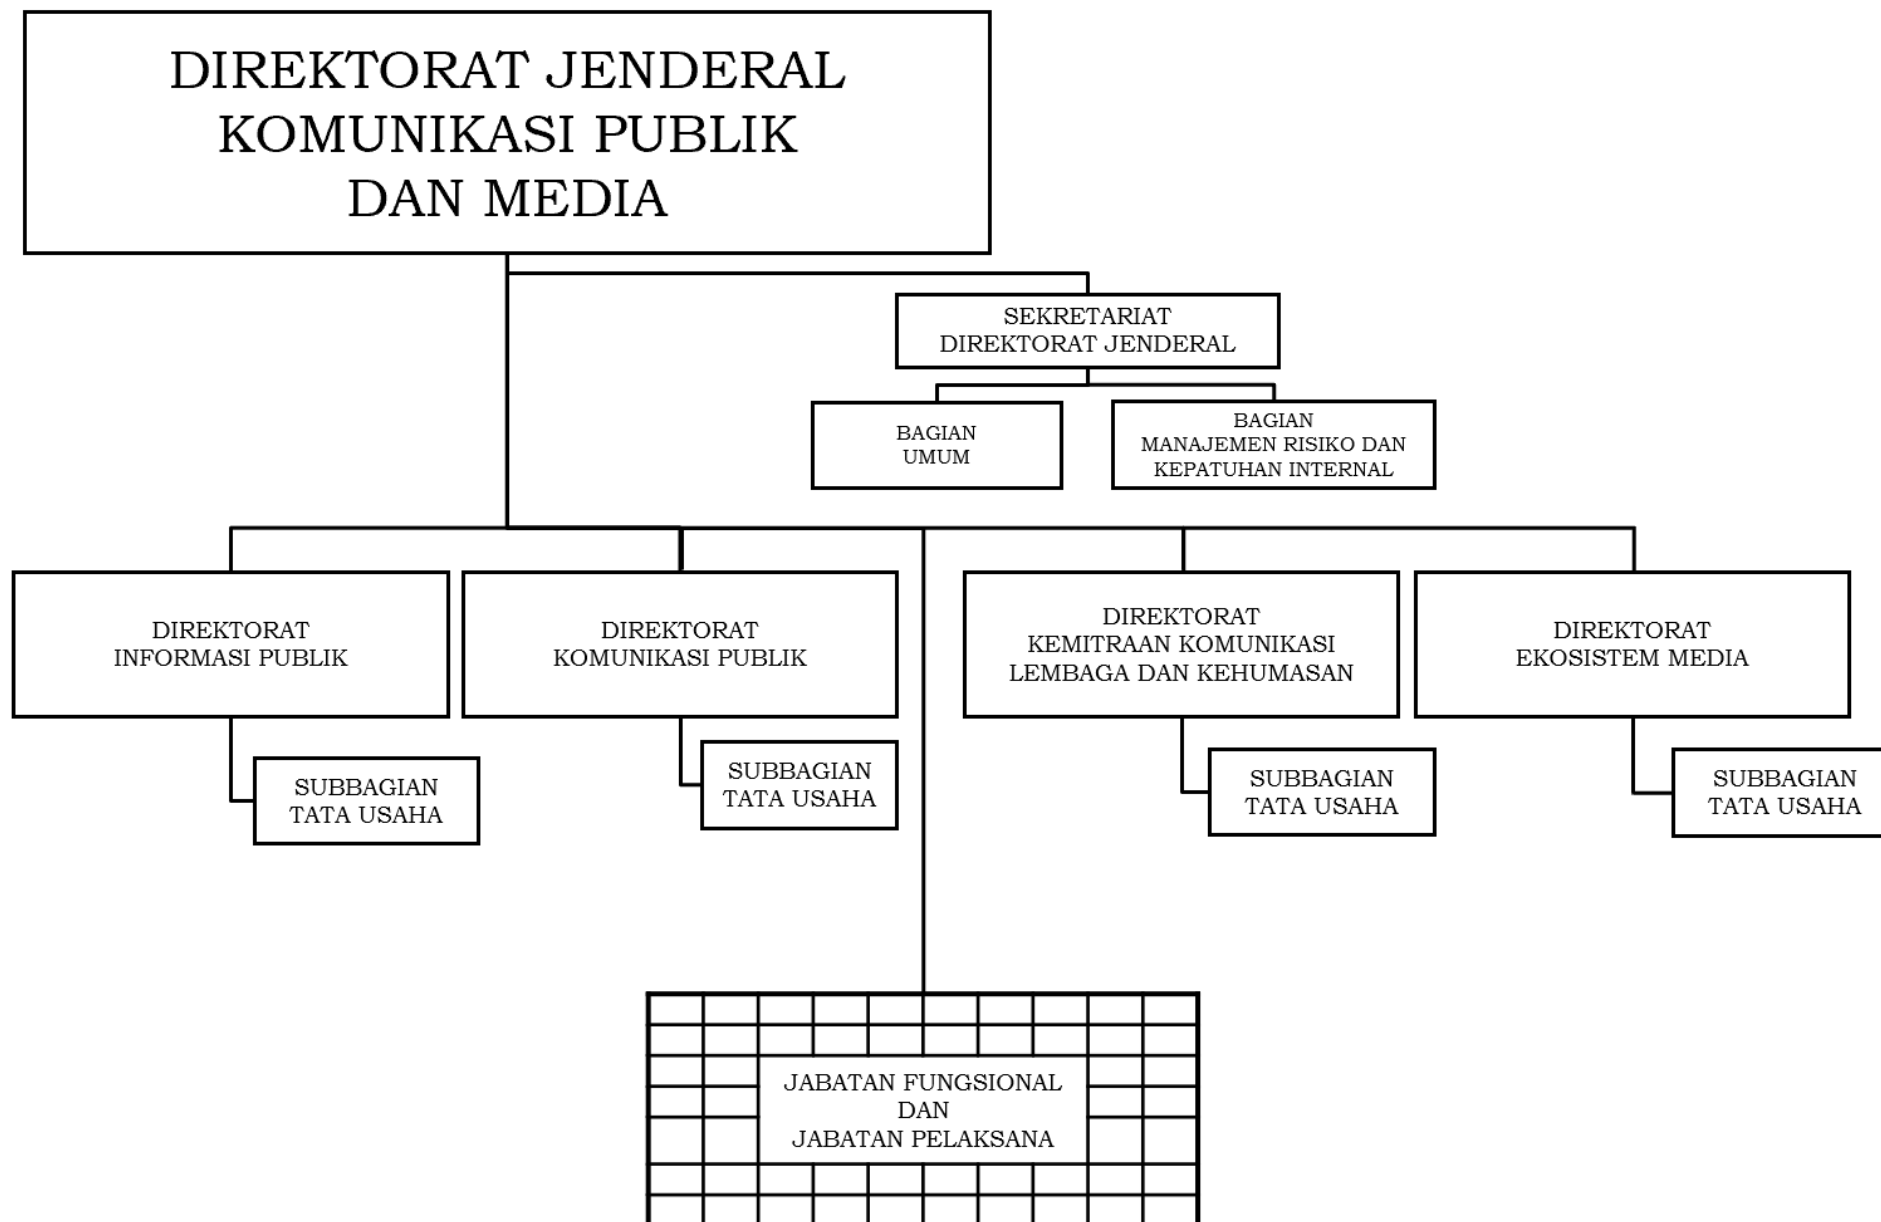 DIREKTORAT JENDERAL
KOMUNIKASI PUBLIK
DAN MEDIA
SEKRETARIAT
DIREKTORAT JENDERAL
BAGIAN
UMUM
BAGIAN
MANAJEMEN RISIKO DAN
KEPATUHAN INTERNAL
DIREKTORAT
INFORMASI PUBLIK
DIREKTORAT
KOMUNIKASI PUBLIK
DIREKTORAT
KEMITRAAN KOMUNIKASI
LEMBAGA DAN KEHUMASAN
DIREKTORAT
EKOSISTEM MEDIA
SUBBAGIAN
TATA USAHA
SUBBAGIAN
TATA USAHA
SUBBAGIAN
TATA USAHA
SUBBAGIAN
TATA USAHA
JABATAN FUNGSIONAL
DAN
JABATAN PELAKSANA